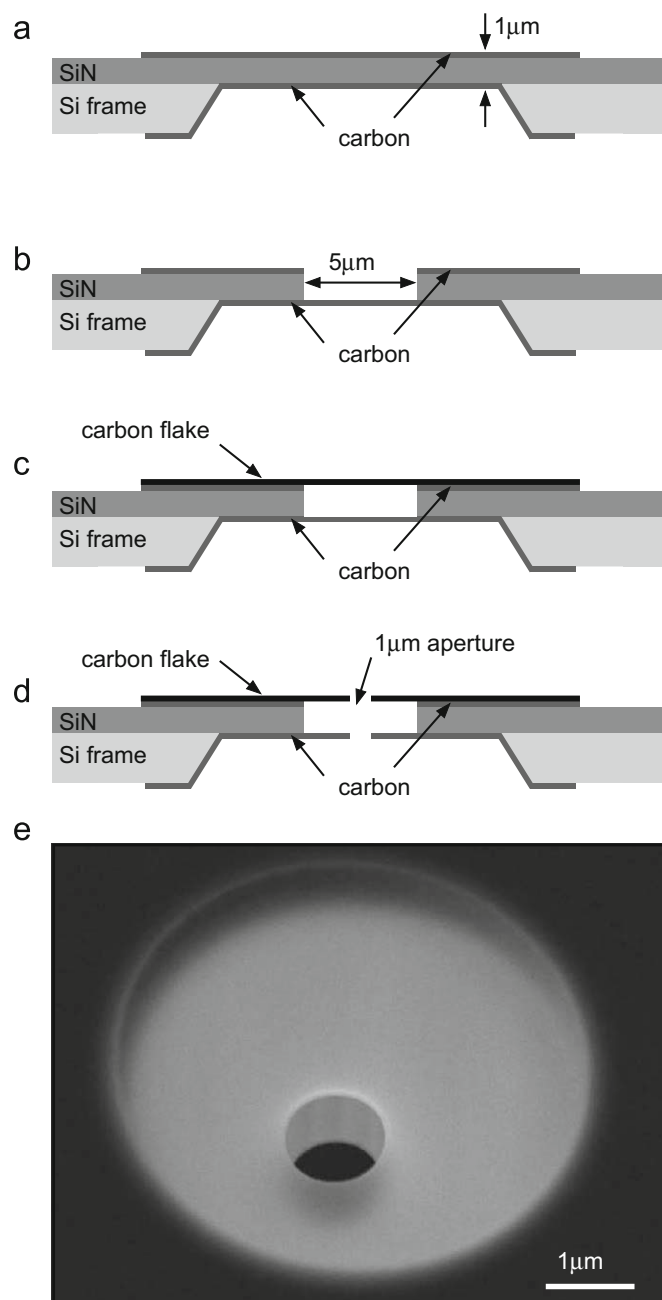 a
1μm
SiN
Si frame
carbon
b
5μm
SiN
Si frame
carbon
carbon flake
c
SiN
Si frame
carbon
1μm aperture
carbon flake
d
SiN
Si frame
carbon
e
1μm